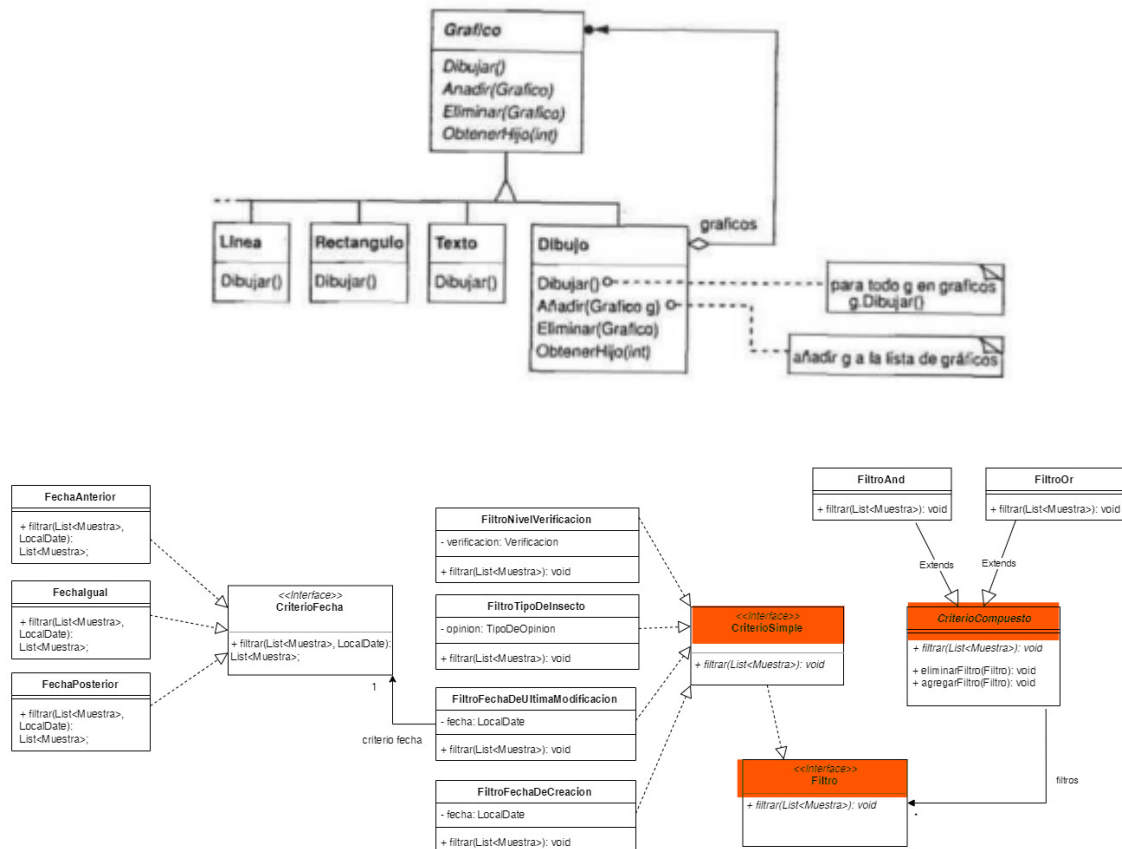 Grafico
Dibujar()
Anadir(Grafico)
Eliminar(Grafico)
ObtenerHijo(int)
graficos
Línea
Dibujar()
Rectangulo
Dibujar()
Texto
Dibujar()
Dibujo
Dibujar()
Añadir(Grafico g)
Eliminar(Grafico)
ObtenerHijo(int)
para todo g en graficos
g.Dibujar()
añadir g a la lista de gráficos
FechaAnterior
+ filtrar(List<Muestra>,
LocalDate):
List<Muestra>;
FechaIgual
+ filtrar(List<Muestra>,
LocalDate):
List<Muestra>;
FechaPosterior
+ filtrar(List<Muestra>,
LocalDate):
List<Muestra>;
<<Interface>>
CriterioFecha
+ filtrar(List<Muestra>, LocalDate):
List<Muestra>;
1
criterio fecha
FiltroNivelVerificacion
- verificacion: Verificacion
+ filtrar(List<Muestra>): void
FiltroTipoDeInsecto
- opinion: TipoDeOpinion
+ filtrar(List<Muestra>): void
FiltroFechaDeUltimaModificacion
- fecha: LocalDate
+ filtrar(List<Muestra>): void
FiltroFechaDeCreacion
- fecha: LocalDate
+ filtrar(List<Muestra>): void
<<Interface>>
CriterioSimple
+ filtrar(List<Muestra>): void
FiltroAnd
+ filtrar(List<Muestra>): void
FiltroOr
+ filtrar(List<Muestra>): void
Extends
Extends
CriterioCompuesto
+ filtrar(List<Muestra>): void
+ eliminarFiltro(Filtro): void
+ agregarFiltro(Filtro): void
<<Interface>>
Filtro
+ filtrar(List<Muestra>): void
filtros
*